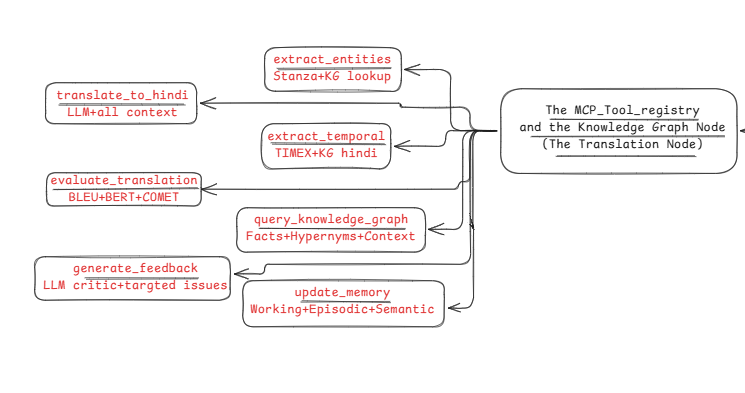 extract_entities
Stanza+KG lookup
translate_to_hindi
LLM+all context
The MCP_Tool_registry
and the Knowledge Graph Node
(The Translation Node)
extract_temporal
TIMEX+KG hindi
evaluate_translation
BLEU+BERT+COMET
query_knowledge_graph
Facts+Hypernyms+Context
generate_feedback
LLM critic+targted issues
update_memory
Working+Episodic+Semantic